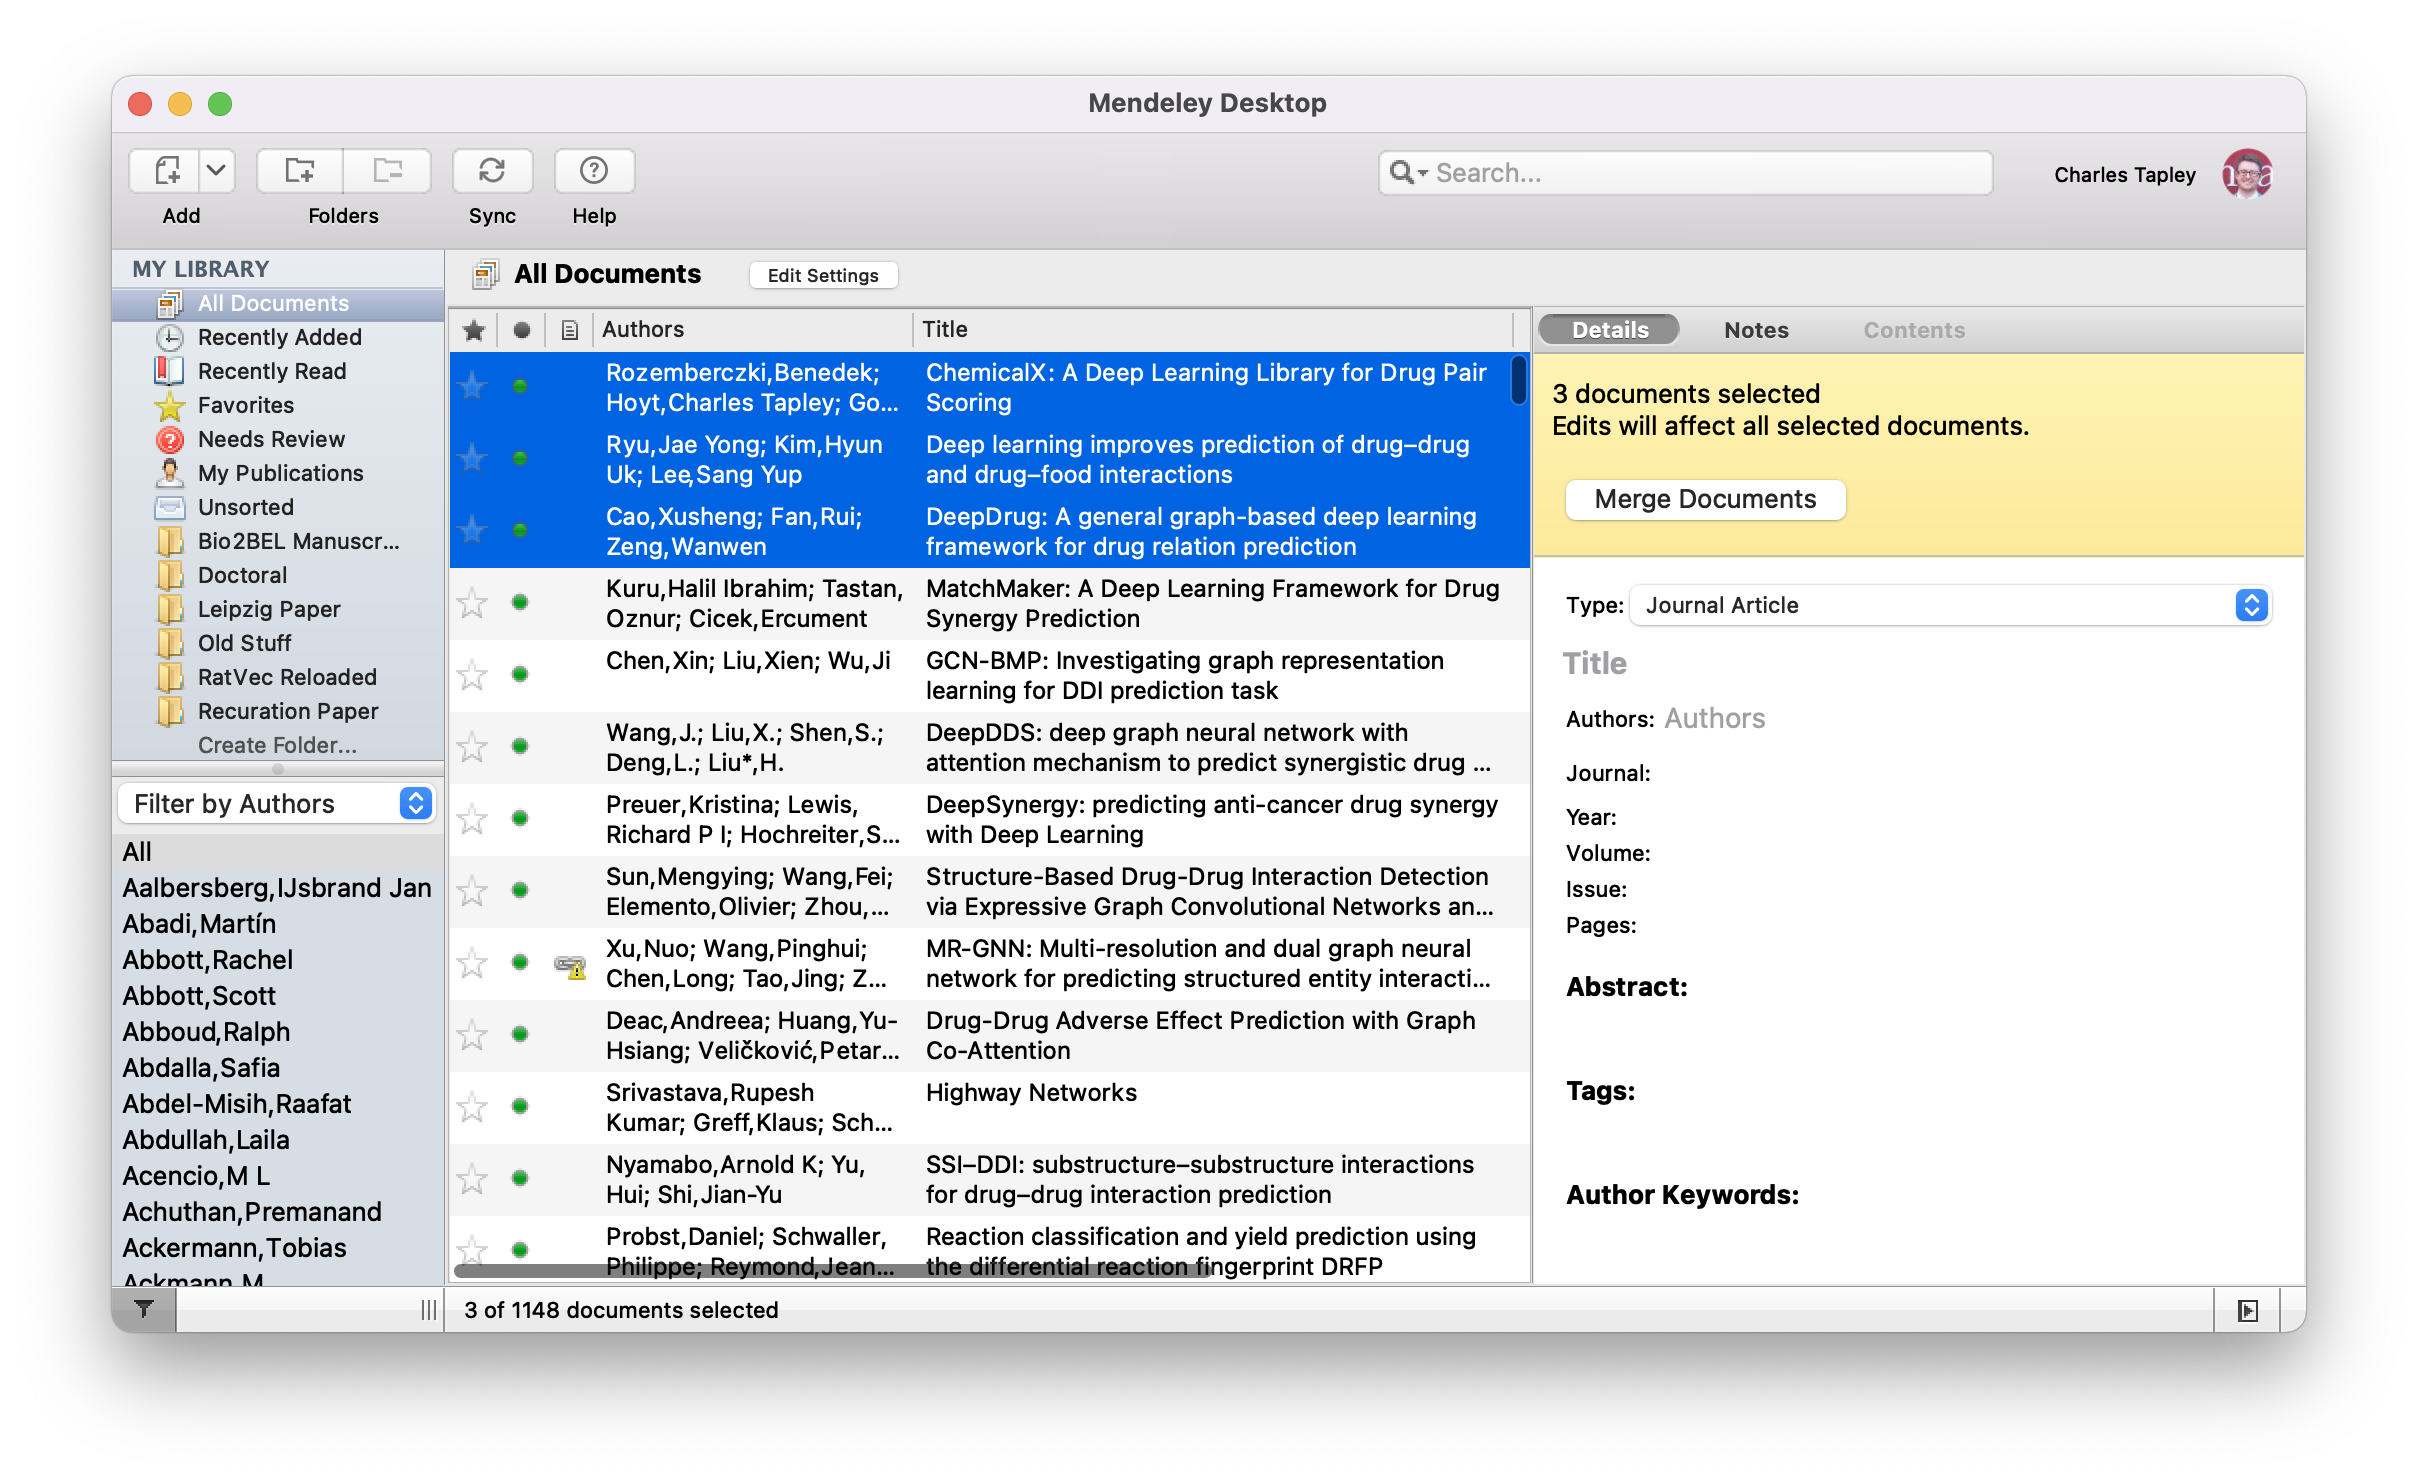 Mendeley Desktop
Add
Folders
Sync
Help
Search...
Charles Tapley
MY LIBRARY
All Documents
Recently Added
Recently Read
Favorites
Needs Review
My Publications
Unsorted
Bio2BEL Manuscr...
Doctoral
Leipzig Paper
Old Stuff
RatVec Reloaded
Recuration Paper
Create Folder...
Filter by Authors
All
Aalbersberg,IJsbrand Jan
Abadi,Martín
Abbott,Rachel
Abbott,Scott
Abboud,Ralph
Abdalla,Safia
Abdel-Misih,Raafat
Abdullah,Laila
Acencio,M L
Achuthan,Premanand
Ackermann,Tobias
Ackmann,M
All Documents
Edit Settings
Authors
Title
Rozemberczki,Benedek;
Hoyt,Charles Tapley; Go...
ChemicalX: A Deep Learning Library for Drug Pair
Scoring
Ryu,Jae Yong; Kim,Hyun
Uk; Lee,Sang Yup
Deep learning improves prediction of drug–drug
and drug–food interactions
Cao,Xusheng; Fan,Rui;
Zeng,Wanwen
DeepDrug: A general graph-based deep learning
framework for drug relation prediction
Kuru,Halil Ibrahim; Tastan,
Oznur; Cicek,Ercument
MatchMaker: A Deep Learning Framework for Drug
Synergy Prediction
Chen,Xin; Liu,Xien; Wu,Ji
GCN-BMP: Investigating graph representation
learning for DDI prediction task
Wang,J.; Liu,X.; Shen,S.;
Deng,L.; Liu*,H.
DeepDDS: deep graph neural network with
attention mechanism to predict synergistic drug ...
Preuer,Kristina; Lewis,
Richard P I; Hochreiter,S...
DeepSynergy: predicting anti-cancer drug synergy
with Deep Learning
Sun,Mengying; Wang,Fei;
Elemento,Olivier; Zhou,...
Structure-Based Drug-Drug Interaction Detection
via Expressive Graph Convolutional Networks an...
Xu,Nuo; Wang,Pinghui;
Chen,Long; Tao,Jing; Z...
MR-GNN: Multi-resolution and dual graph neural
network for predicting structured entity interacti...
Deac,Andreea; Huang,Yu-
Hsiang; Veličković,Petar...
Drug-Drug Adverse Effect Prediction with Graph
Co-Attention
Srivastava,Rupesh
Kumar; Greff,Klaus; Sch...
Highway Networks
Nyamabo,Arnold K; Yu,
Hui; Shi,Jian-Yu
SSI–DDI: substructure–substructure interactions
for drug–drug interaction prediction
Probst,Daniel; Schwaller,
Philippe; Reymond,Jean...
Reaction classification and yield prediction using
the differential reaction fingerprint DRFP
Details
Notes
Contents
3 documents selected
Edits will affect all selected documents.
Merge Documents
Type: Journal Article
Title
Authors: Authors
Journal:
Year:
Volume:
Issue:
Pages:
Abstract:
Tags:
Author Keywords:
3 of 1148 documents selected